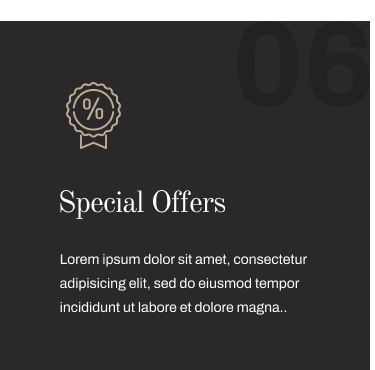 06
%
Special Offers
Lorem ipsum dolor sit amet, consectetur
adipisicing elit, sed do eiusmod tempor
incididunt ut labore et dolore magna..